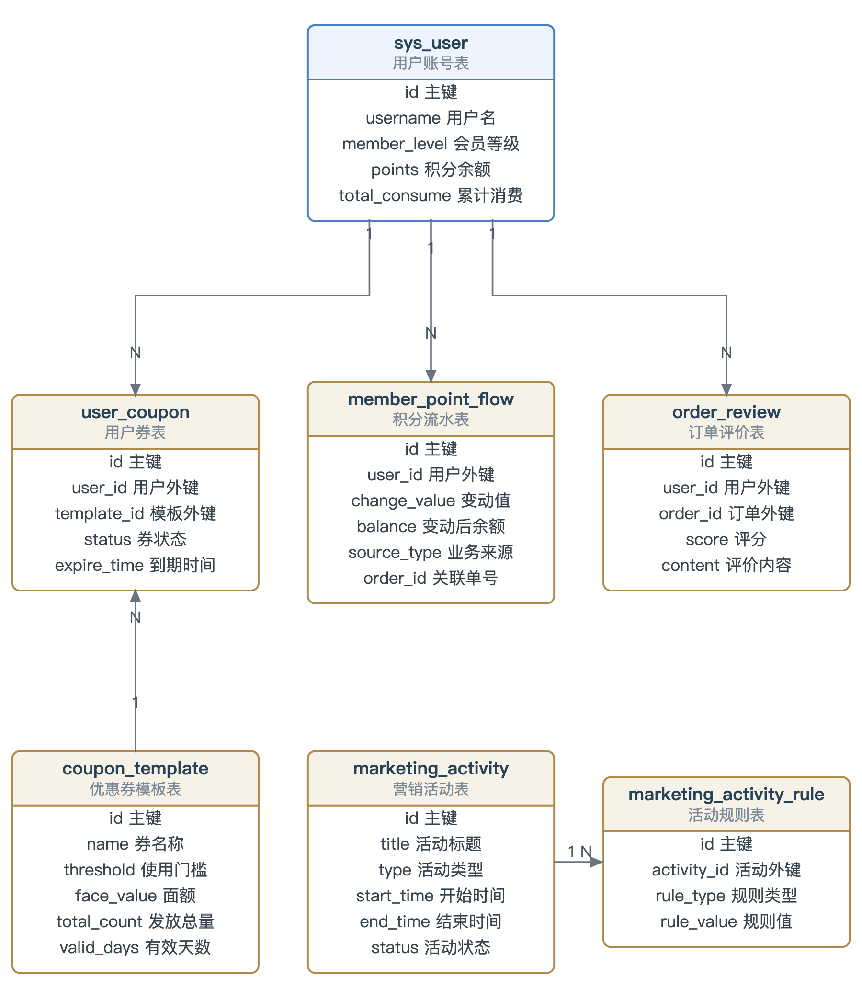 sys_user
用户账号表
id 主键
username 用户名
member_level 会员等级
points 积分余额
total_consume 累计消费
1
1
1
N
N
N
user_coupon
用户券表
id 主键
user_id 用户外键
template_id 模板外键
status 券状态
expire_time 到期时间
member_point_flow
积分流水表
id 主键
user_id 用户外键
change_value 变动值
balance 变动后余额
source_type 业务来源
order_id 关联单号
order_review
订单评价表
id 主键
user_id 用户外键
order_id 订单外键
score 评分
content 评价内容
N
1
coupon_template
优惠券模板表
id 主键
name 券名称
threshold 使用门槛
face_value 面额
total_count 发放总量
valid_days 有效天数
marketing_activity
营销活动表
id 主键
title 活动标题
type 活动类型
start_time 开始时间
end_time 结束时间
status 活动状态
1 N
marketing_activity_rule
活动规则表
id 主键
activity_id 活动外键
rule_type 规则类型
rule_value 规则值